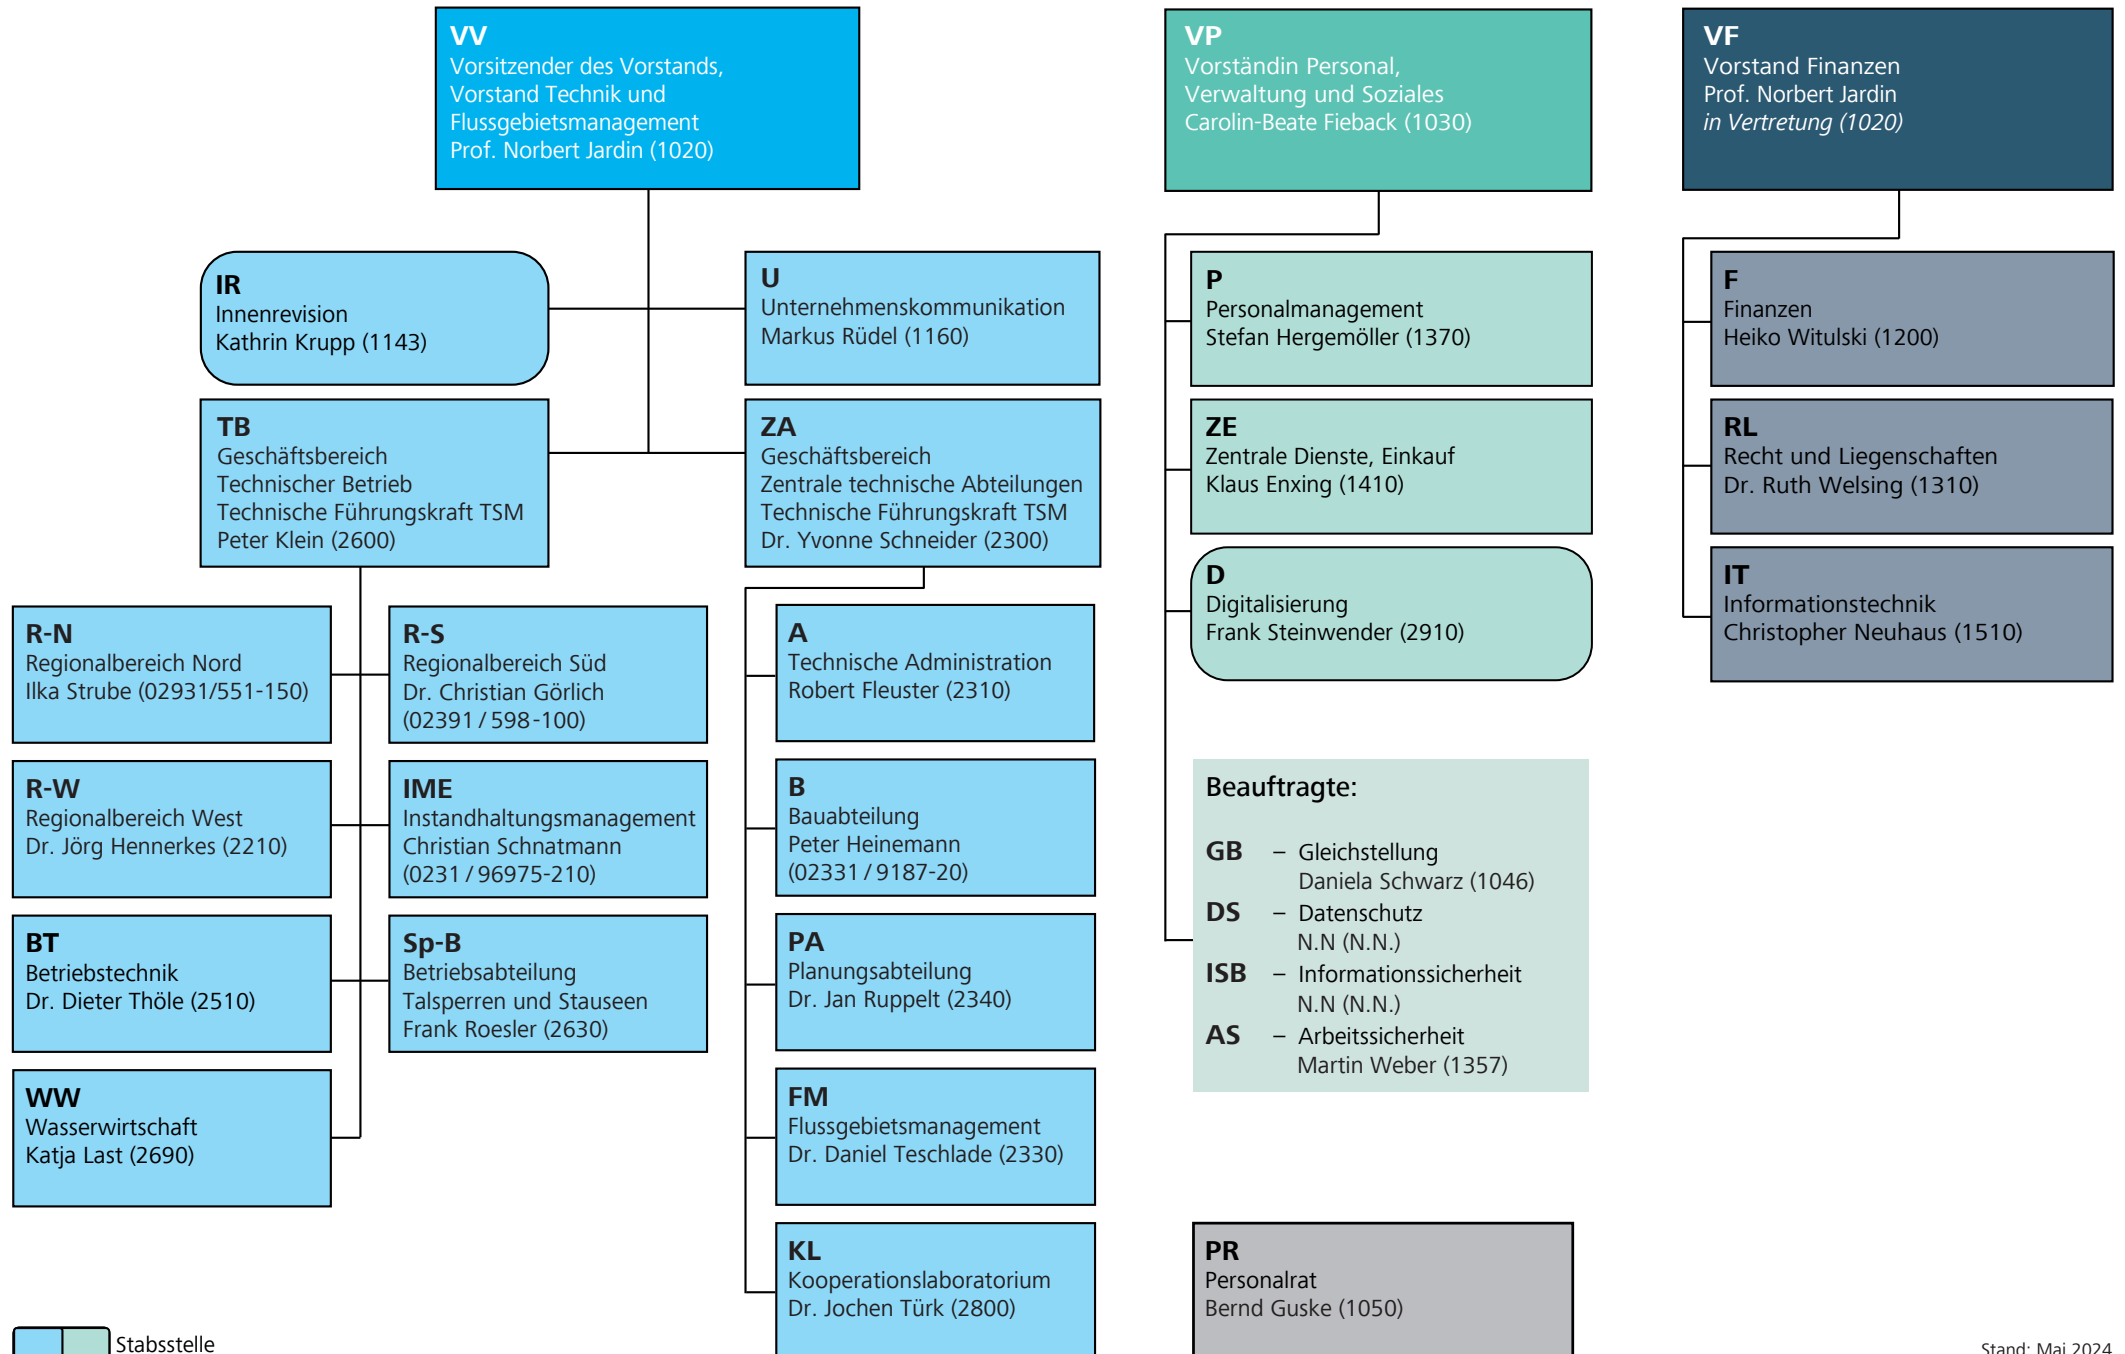 VV
Vorsitzender des Vorstands,
Vorstand Technik und
Flussgebietsmanagement
Prof. Norbert Jardin (1020)
VP
Vorständin Personal,
Verwaltung und Soziales
Carolin-Beate Fieback (1030)
VF
Vorstand Finanzen
Prof. Norbert Jardin
in Vertretung (1020)
IR
Innenrevision
Kathrin Krupp (1143)
U
Unternehmenskommunikation
Markus Rüdel (1160)
P
Personalmanagement
Stefan Hergemöller (1370)
F
Finanzen
Heiko Witulski (1200)
TB
Geschäftsbereich
Technischer Betrieb
Technische Führungskraft TSM
Peter Klein (2600)
ZA
Geschäftsbereich
Zentrale technische Abteilungen
Technische Führungskraft TSM
Dr. Yvonne Schneider (2300)
ZE
Zentrale Dienste, Einkauf
Klaus Enxing (1410)
RL
Recht und Liegenschaften
Dr. Ruth Welsing (1310)
D
Digitalisierung
Frank Steinwender (2910)
IT
Informationstechnik
Christopher Neuhaus (1510)
R-N
Regionalbereich Nord
Ilka Strube (02931/551-150)
R-S
Regionalbereich Süd
Dr. Christian Görlich
(02391 / 598-100)
A
Technische Administration
Robert Fleuster (2310)
R-W
Regionalbereich West
Dr. Jörg Hennerkes (2210)
IME
Instandhaltungsmanagement
Christian Schnatmann
(0231 / 96975-210)
B
Bauabteilung
Peter Heinemann
(02331 / 9187-20)
Beauftragte:
GB – Gleichstellung
Daniela Schwarz (1046)
DS – Datenschutz
N.N (N.N.)
ISB – Informationssicherheit
N.N (N.N.)
AS – Arbeitssicherheit
Martin Weber (1357)
BT
Betriebstechnik
Dr. Dieter Thöle (2510)
Sp-B
Betriebsabteilung
Talsperren und Stauseen
Frank Roesler (2630)
PA
Planungsabteilung
Dr. Jan Ruppelt (2340)
WW
Wasserwirtschaft
Katja Last (2690)
FM
Flussgebietsmanagement
Dr. Daniel Teschlade (2330)
KL
Kooperationslaboratorium
Dr. Jochen Türk (2800)
PR
Personalrat
Bernd Guske (1050)
Stabsstelle
Stand: Mai 2024